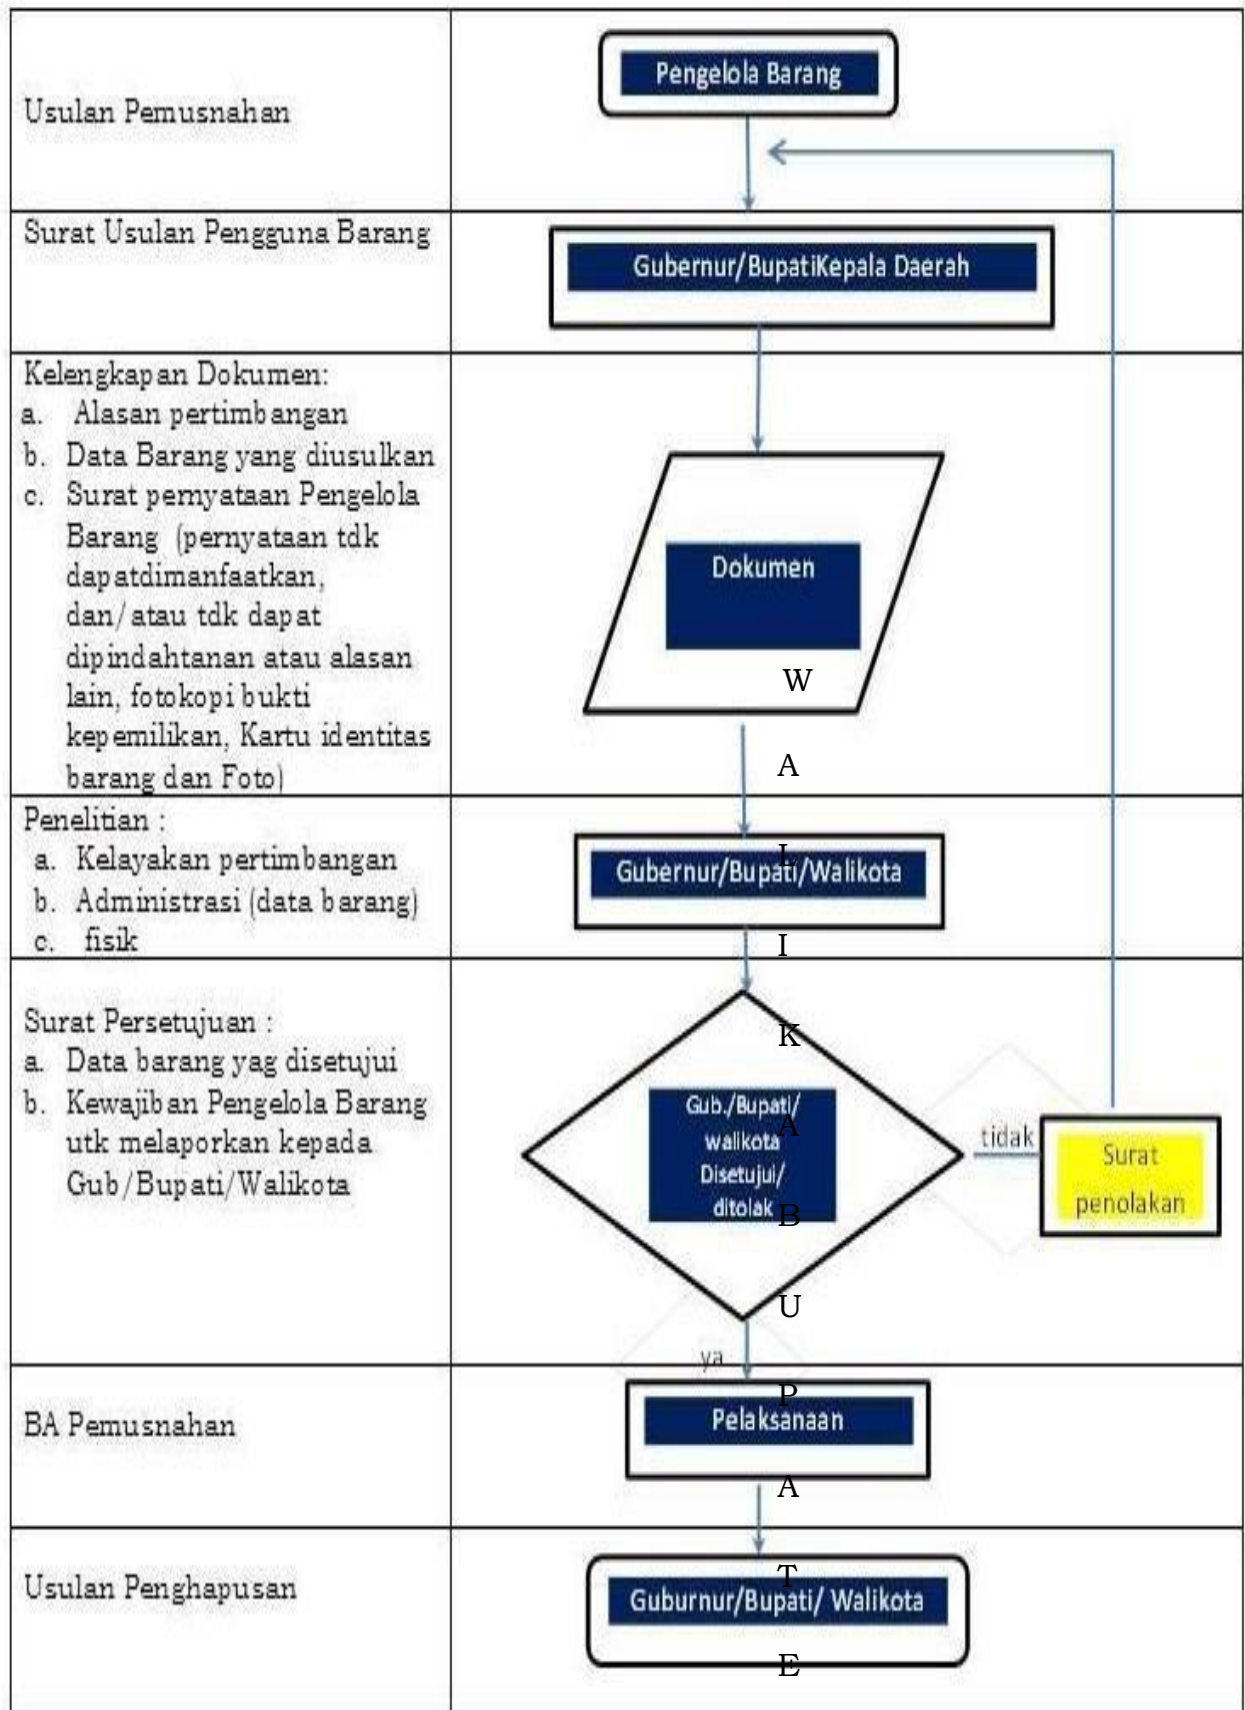 Usulan Pemusnahan
Pengelola Barang
Surat Usulan Pengguna Barang
Gubernur/BupatiKepala Daerah
Kelengkapan Dokumen:
a. Alasan pertimbangan
b. Data Barang yang diusulkan
c. Surat pernyataan Pengelola
Barang (pernyataan tdk
dapatdimanfaatkan,
dan/atau tdk dapat
dipindahtanan atau alasan
lain, fotokopi bukti
kepemilikan, Kartu identitas
barang dan Foto)
Dokumen
Penelitian :
a. Kelayakan pertimbangan
b. Administrasi (data barang)
c. fisik
Gubernur/Bupati/Walikota
Surat Persetujuan :
a. Data barang yag disetujui
b. Kewajiban Pengelola Barang
utk melaporkan kepada
Gub/Bupati/Walikota
Gub./Bupati/
walikota
Disetujui/
ditolak
tidak
Surat
penolakan
ya
BA Pemusnahan
Pelaksanaan
Usulan Penghapusan
Guburnur/Bupati/ Walikota
W
A
L
I
K
A
B
U
P
A
T
E